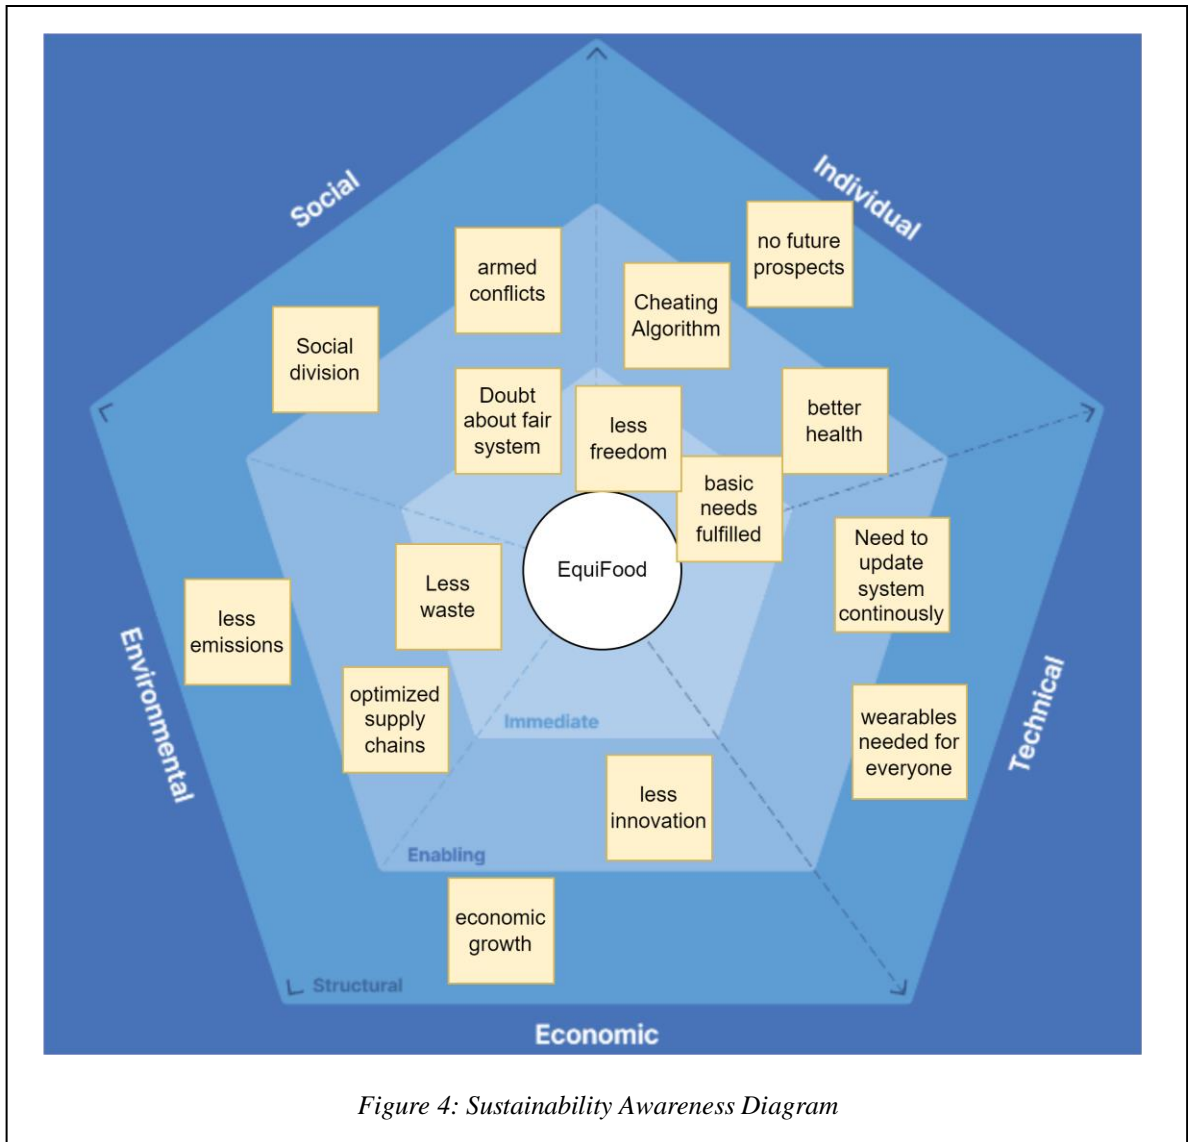 Social
Individual
no future
prospects
armed
conflicts
Cheating
Algorithm
Social
division
Doubt
about fair
system
less
freedom
better
health
basic
needs
fulfilled
EquiFood
Need to
update
system
continously
Less
waste
less
emissions
Environmental
optimized
supply
chains
Immediate
Technical
wearables
needed for
everyone
less
innovation
Enabling
economic
growth
Structural
Economic
Figure 4: Sustainability Awareness Diagram